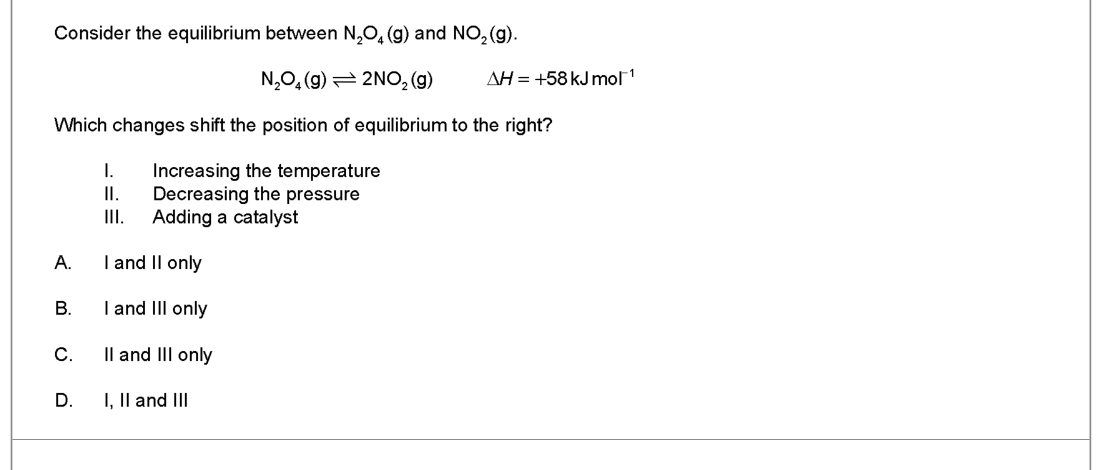 Consider the equilibrium between N₂O₄ (g) and NO₂ (g).
N₂O₄ (g) ⇌ 2NO₂ (g) ΔH = +58 kJ mol⁻¹
Which changes shift the position of equilibrium to the right?
I. Increasing the temperature
II. Decreasing the pressure
III. Adding a catalyst
A. I and II only
B. I and III only
C. II and III only
D. I, II and III